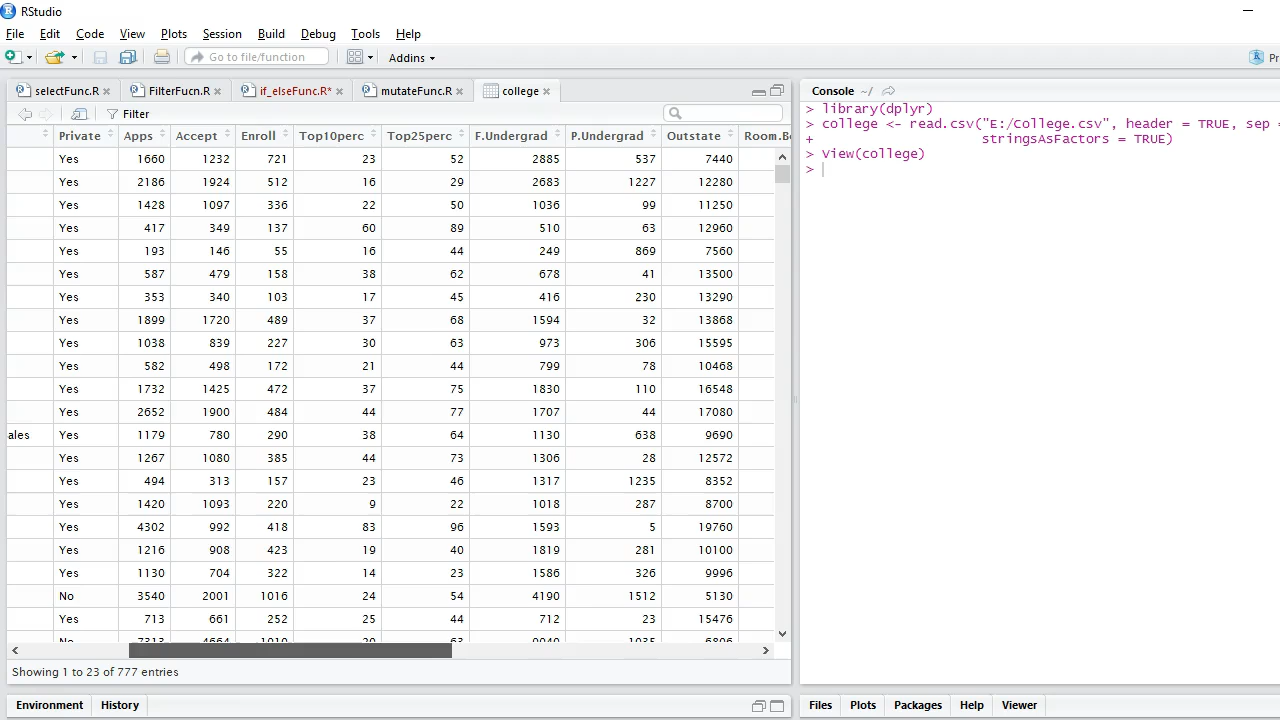 RStudio
File Edit Code View Plots Session Build Debug Tools Help
Go to file/function Addins
selectFunc.R FilterFucn.R if_elseFunc.R* mutateFunc.R college
Filter
Private Apps Accept Enroll Top10perc Top25perc F.Undergrad P.Undergrad Outstate
Yes 1660 1232 721 23 52 2885 537 7440
Yes 2186 1924 512 16 29 2683 1227 12280
Yes 1428 1097 336 22 50 1036 99 11250
Yes 417 349 137 60 89 510 63 12960
Yes 193 146 55 16 44 249 869 7560
Yes 587 479 158 38 62 678 41 13500
Yes 353 340 103 17 45 416 230 13290
Yes 1899 1720 489 37 68 1594 32 13868
Yes 1038 839 227 30 63 973 306 15595
Yes 582 498 172 21 44 799 78 10468
Yes 1732 1425 472 37 75 1830 110 16548
Yes 2652 1900 484 44 77 1707 44 17080
ales Yes 1179 780 290 38 64 1130 638 9690
Yes 1267 1080 385 44 73 1306 28 12572
Yes 494 313 157 23 46 1317 1235 8352
Yes 1420 1093 220 9 22 1018 287 8700
Yes 4302 992 418 83 96 1593 5 19760
Yes 1216 908 423 19 40 1819 281 10100
Yes 1130 704 322 14 23 1586 326 9996
No 3540 2001 1016 24 54 4190 1512 5130
Yes 713 661 252 25 44 712 23 15476
Showing 1 to 23 of 777 entries
Environment History
Console ~/
> library(dplyr)
> college <- read.csv("E:/college.csv", header = TRUE, sep =
+ stringsAsFactors = TRUE)
> View(college)
>
Files Plots Packages Help Viewer